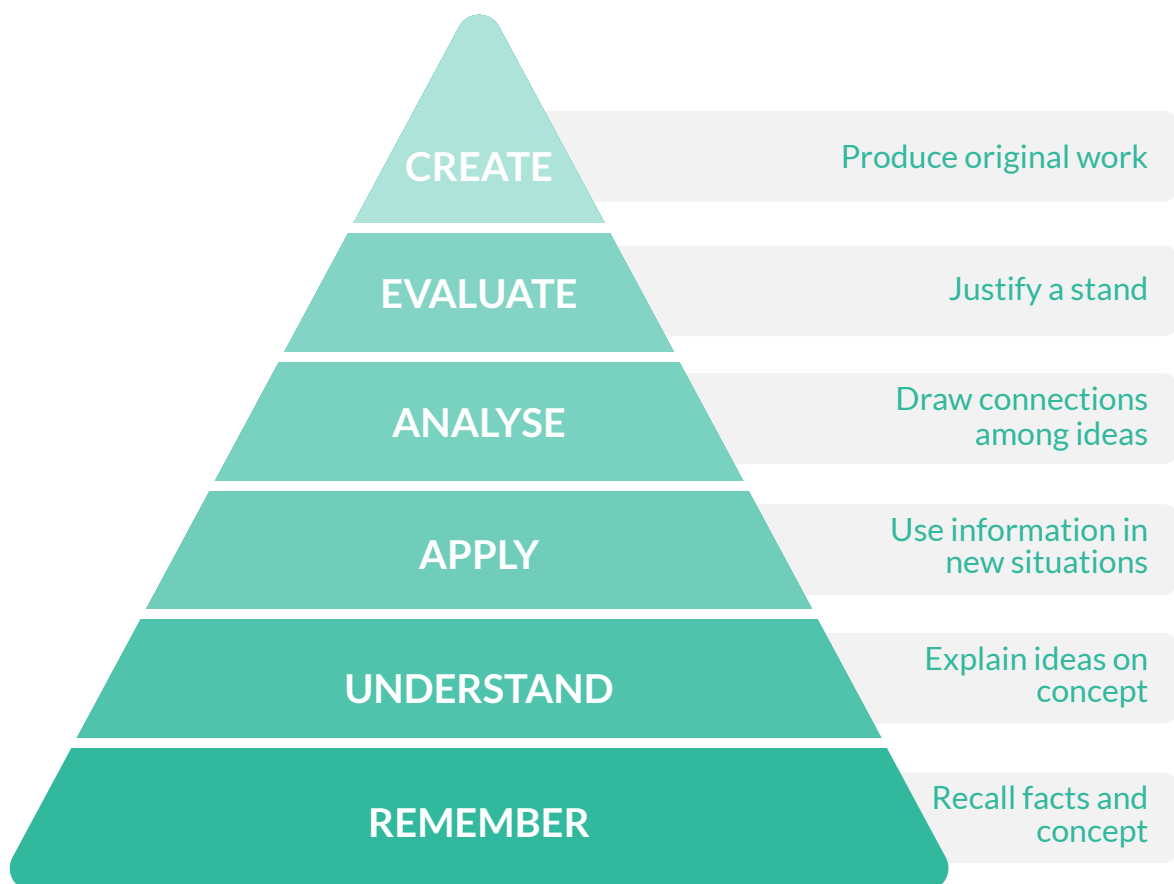 CREATE
Produce original work
EVALUATE
Justify a stand
ANALYSE
Draw connections
among ideas
APPLY
Use information in
new situations
UNDERSTAND
Explain ideas on
concept
REMEMBER
Recall facts and
concept